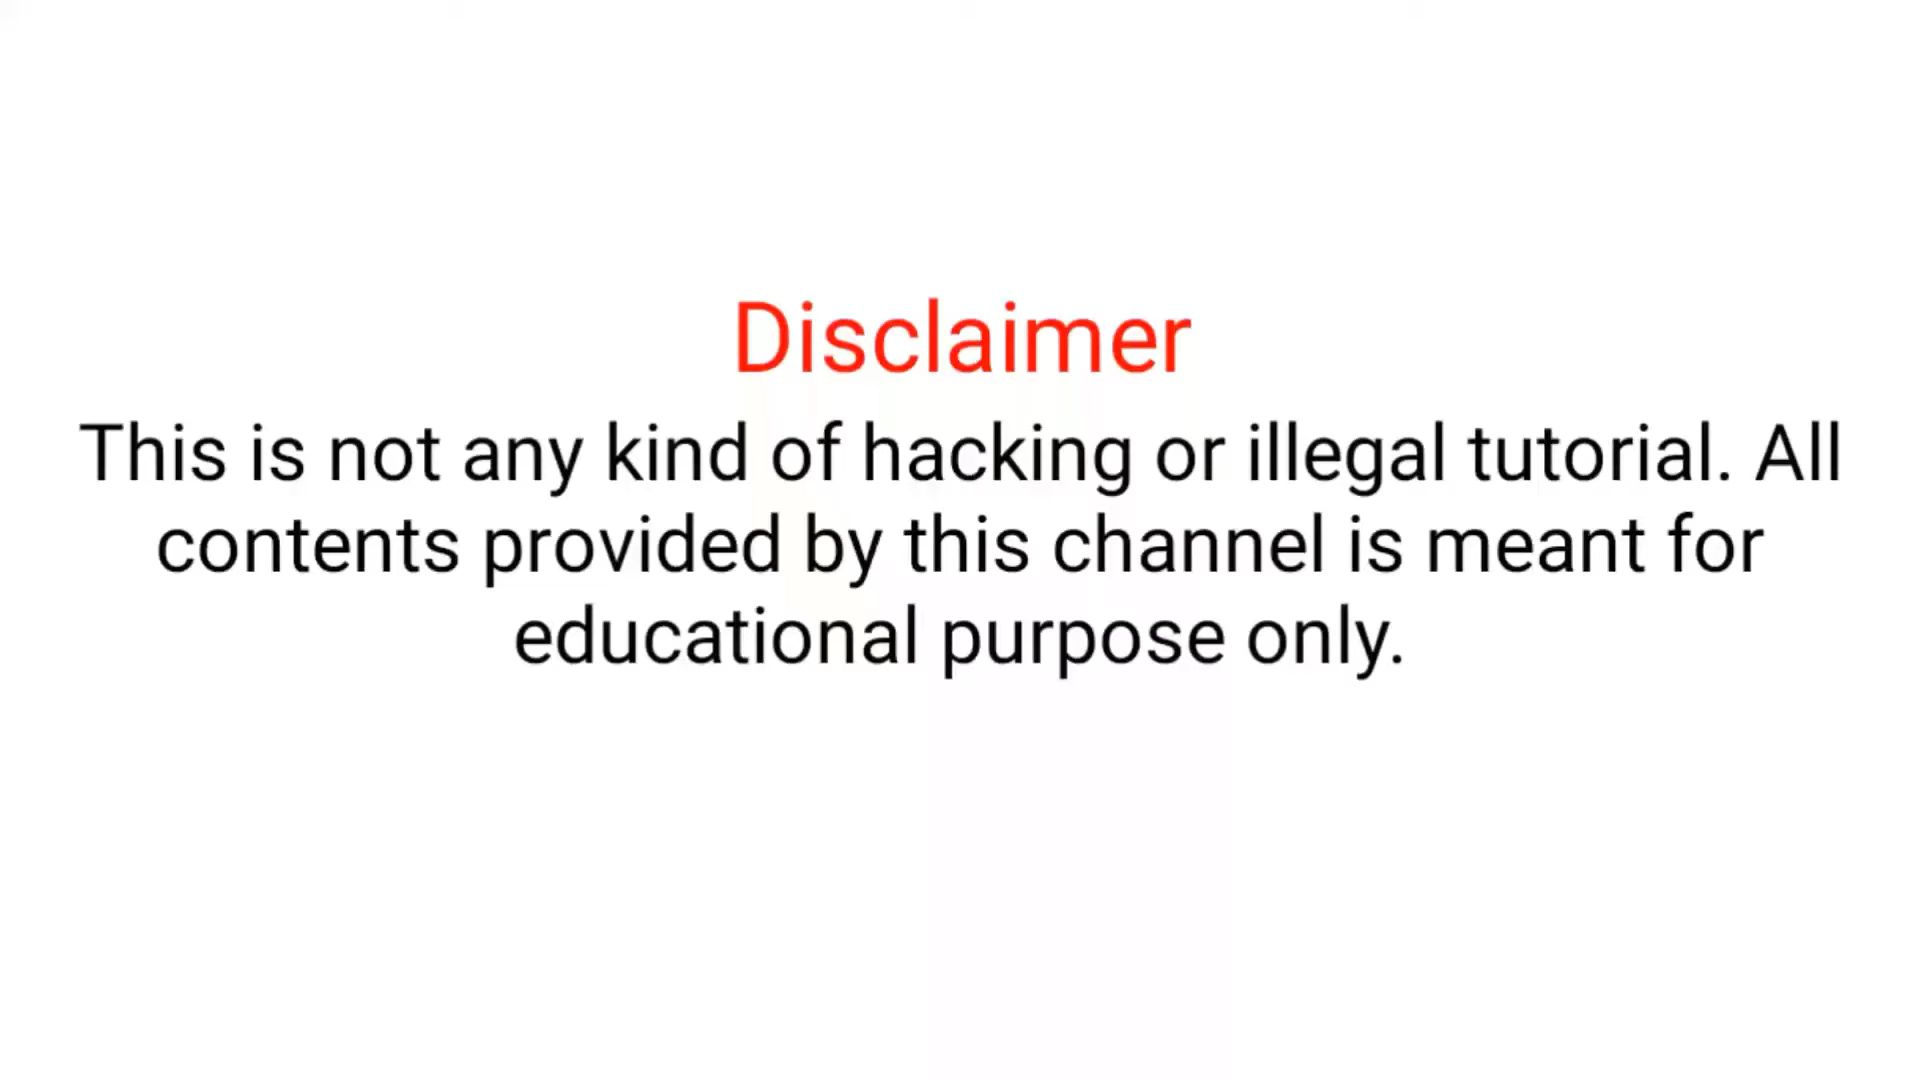 Disclaimer
This is not any kind of hacking or illegal tutorial. All
contents provided by this channel is meant for
educational purpose only.